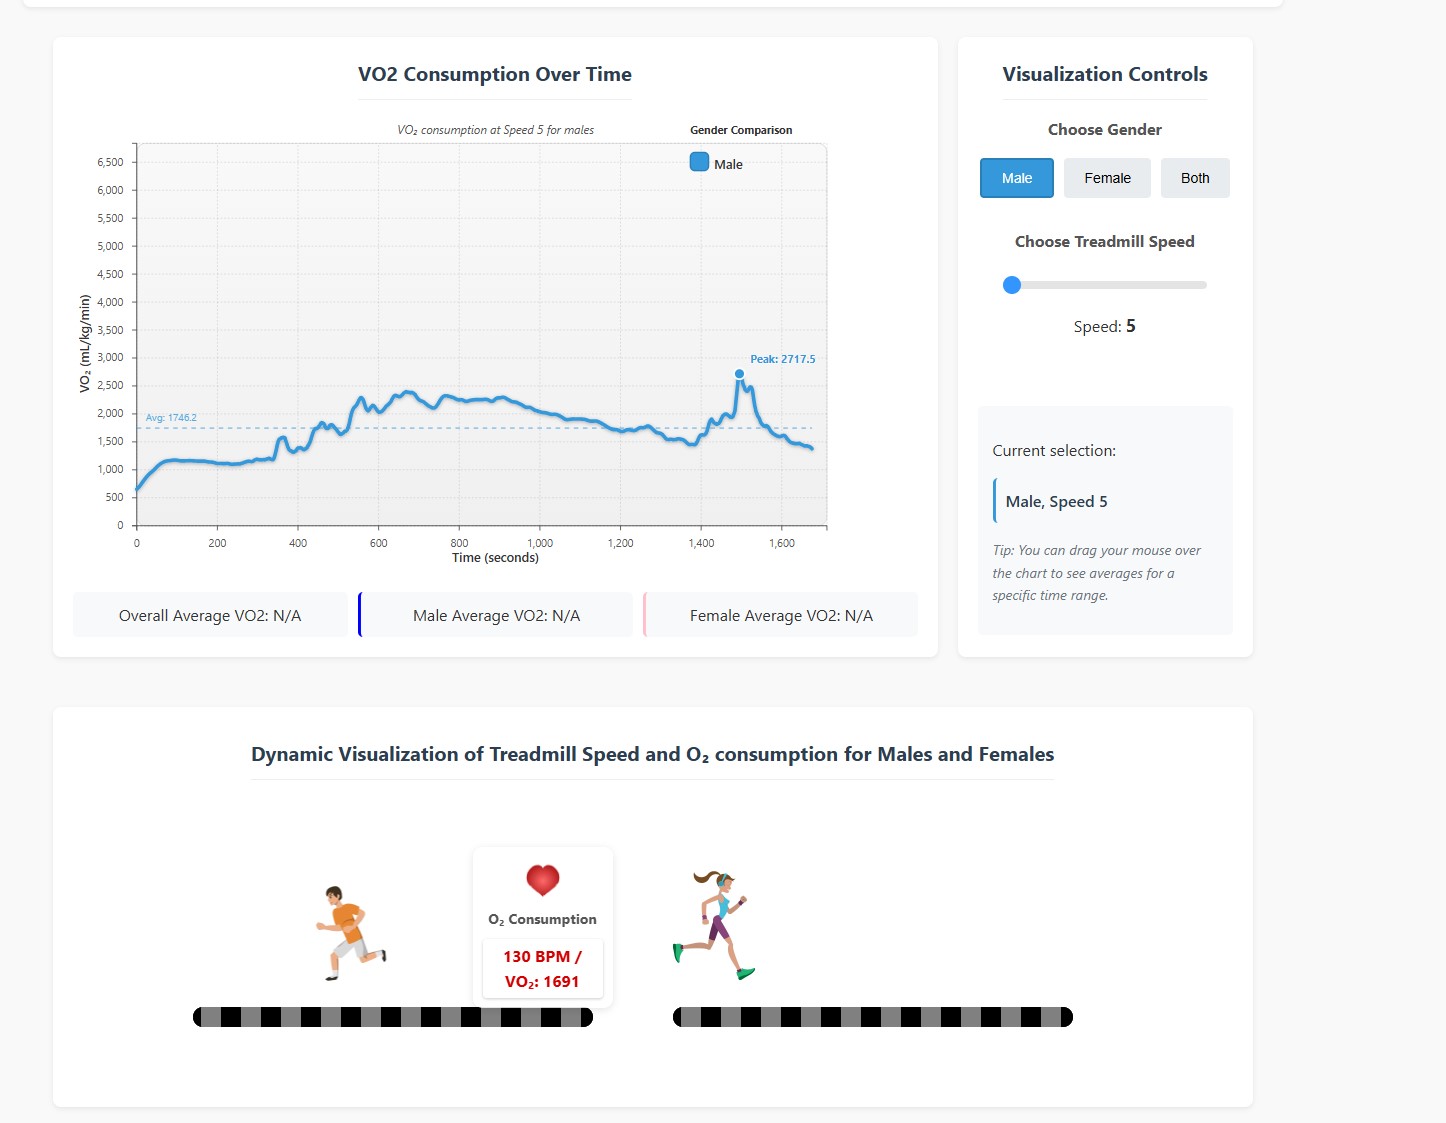 VO2 Consumption Over Time
VO₂ consumption at Speed 5 for males
Gender Comparison
Male
6,500
6,000
5,500
5,000
4,500
4,000
3,500
3,000
2,500
2,000
1,500
1,000
500
0
VO₂ (mL/kg/min)
Avg: 1746.2
Peak: 2717.5
0 200 400 600 800 1,000 1,200 1,400 1,600
Time (seconds)
Overall Average VO2: N/A
Male Average VO2: N/A
Female Average VO2: N/A
Visualization Controls
Choose Gender
Male Female Both
Choose Treadmill Speed
Speed: 5
Current selection:
Male, Speed 5
Tip: You can drag your mouse over
the chart to see averages for a
specific time range.
Dynamic Visualization of Treadmill Speed and O₂ consumption for Males and Females
O₂ Consumption
130 BPM /
VO₂: 1691